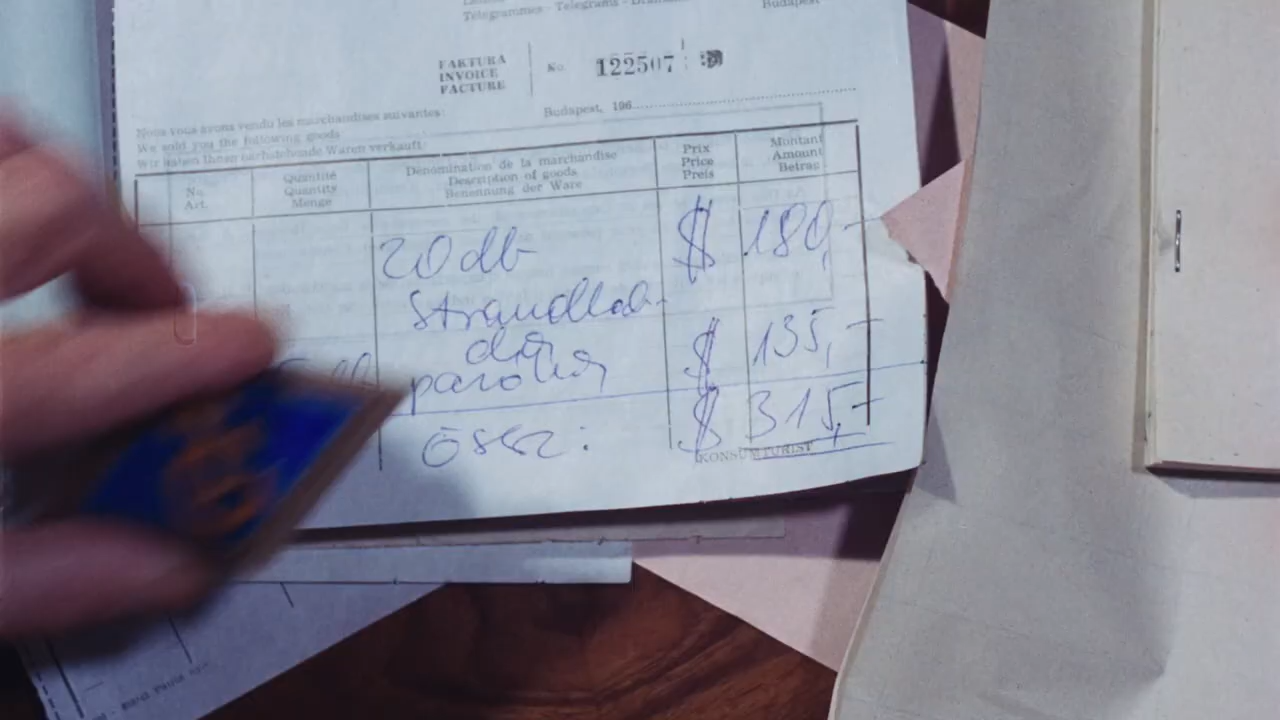 Télégrammes - Telegrams - Drahtan
Budapest
FAKTURA
INVOICE
FACTURE
No. 122507
Budapest, 196
Nous vous avons vendu les marchandises suivantes:
We sold you the following goods
Wir haben Ihnen nachstehende Waren verkauft:
No.
Art.
Quantité
Quantity
Menge
Dénomination de la marchandise
Description of goods
Benennung der Ware
Prix
Price
Preis
Montant
Amount
Betrag
20 db $ 180,-
Strandlab-
da $ 135,-
össz: $ 315,-
KONSUMTURIST